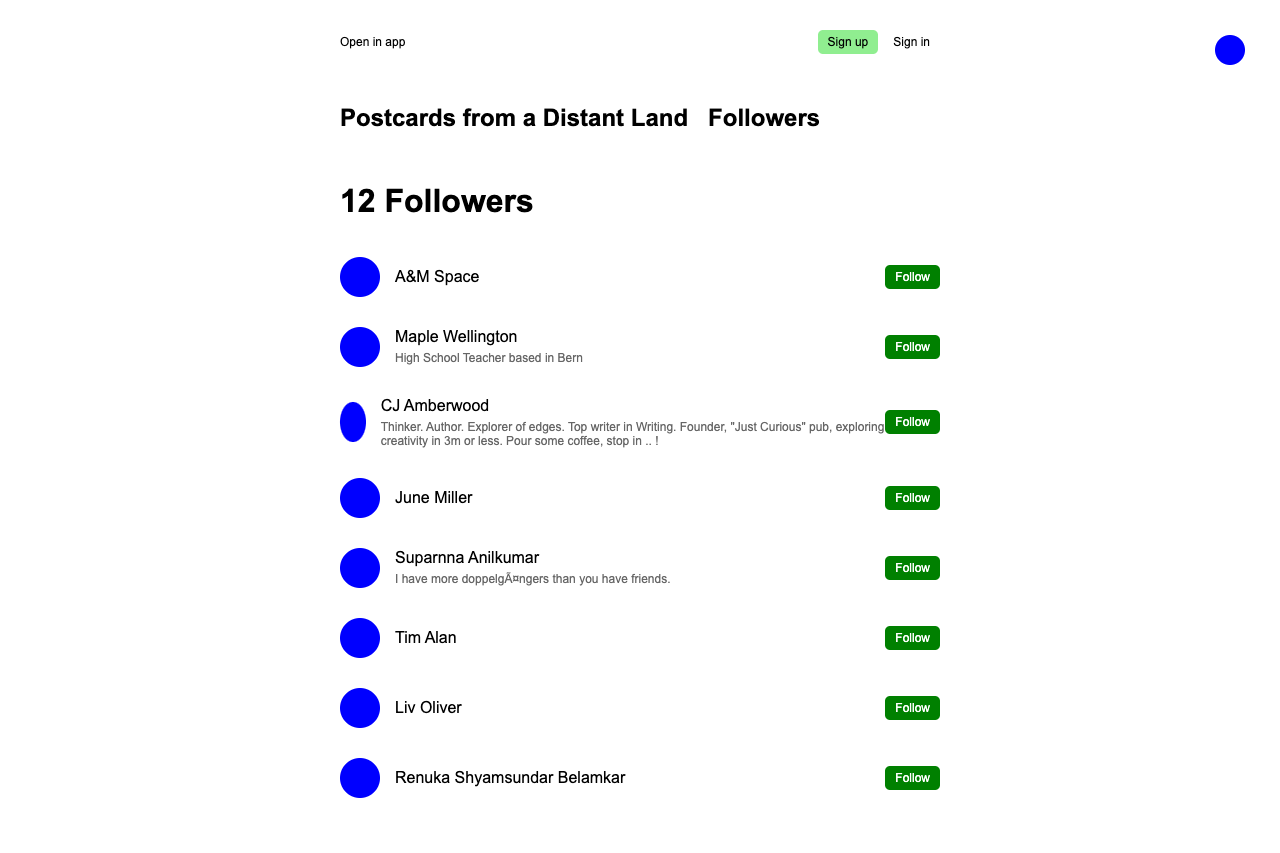 Open in app
Sign up
Sign in
Postcards from a Distant Land Followers
12 Followers
A&M Space
Follow
Maple Wellington
High School Teacher based in Bern
Follow
CJ Amberwood
Thinker. Author. Explorer of edges. Top writer in Writing. Founder, "Just Curious" pub, exploring
creativity in 3m or less. Pour some coffee, stop in .. !
Follow
June Miller
Follow
Suparnna Anilkumar
I have more doppelgÃ¤ngers than you have friends.
Follow
Tim Alan
Follow
Liv Oliver
Follow
Renuka Shyamsundar Belamkar
Follow